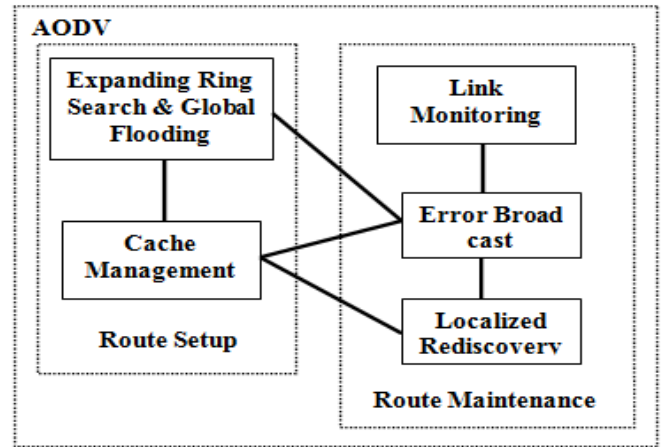 AODV
Expanding Ring
Search & Global
Flooding
Cache
Management
Route Setup
Link
Monitoring
Error Broad
cast
Localized
Rediscovery
Route Maintenance